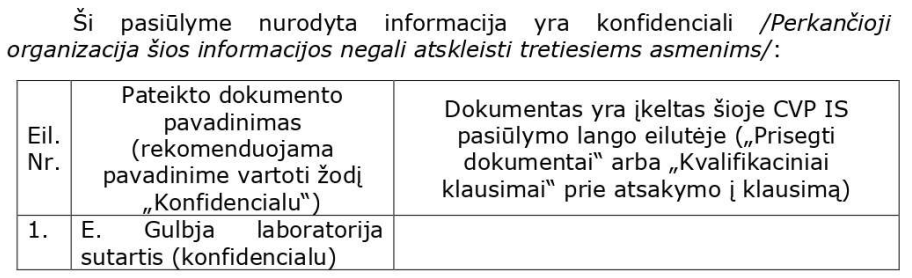 Ši pasiūlyme nurodyta informacija yra konfidenciali /Perkančioji
organizacija šios informacijos negali atskleisti tretiesiems asmenims/:
Eil.
Nr.
Pateikto dokumento
pavadinimas
(rekomenduojama
pavadinime vartoti žodį
„Konfidencialu“)
Dokumentas yra įkeltas šioje CVP IS
pasiūlymo lango eilutėje („Prisegti
dokumentai“ arba „Kvalifikaciniai
klausimai“ prie atsakymo į klausimą)
1.
E. Gulbja laboratorija
sutartis (konfidencialu)